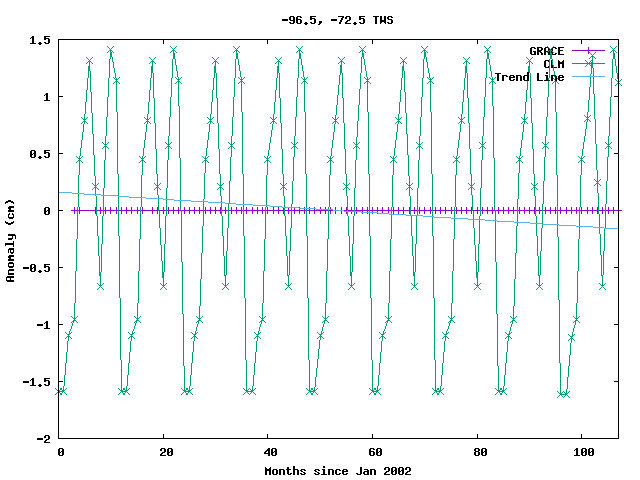 -96.5, -72.5 TWS
GRACE
CLM
Trend Line
1.5
1
0.5
0
-0.5
-1
-1.5
-2
Anomaly (cm)
0 20 40 60 80 100
Months since Jan 2002